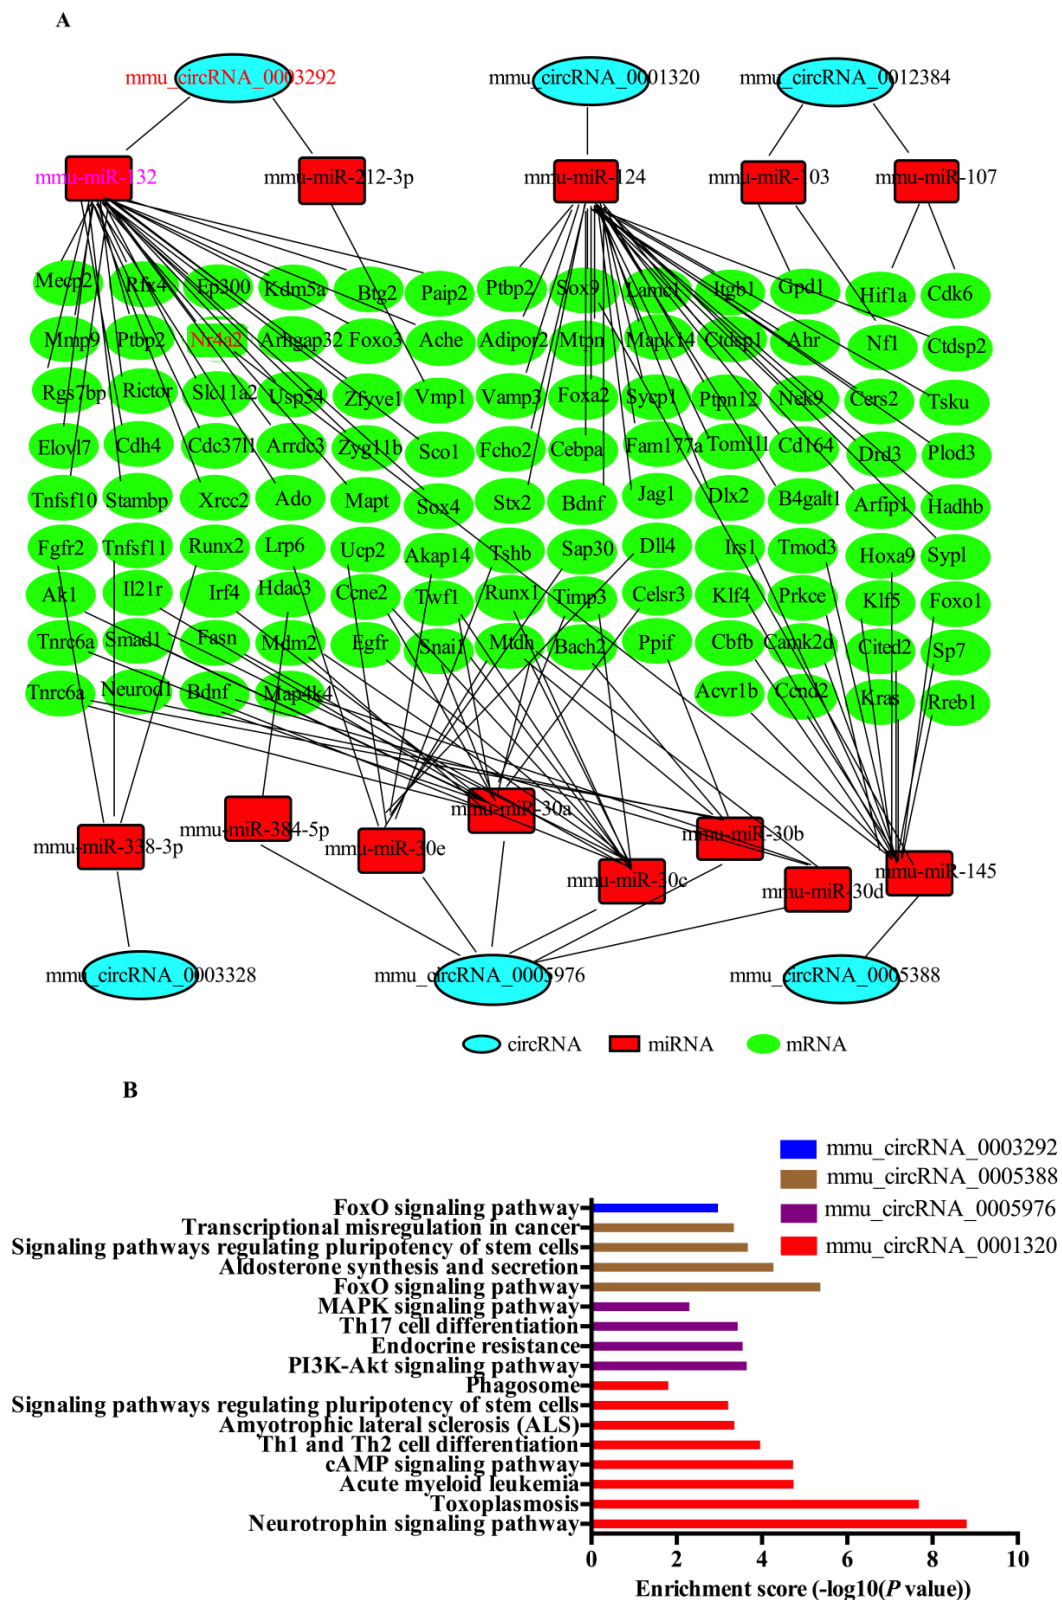 A
mmu_circRNA_0003292 mmu_circRNA_0001320 mmu_circRNA_0012384
mmu-miR-132 mmu-miR-212-3p mmu-miR-124 mmu-miR-103 mmu-miR-107
Mecp2 Rfx4 Ep300 Kdm5a Btg2 Paip2 Ptbp2 Sox9 Lamc1 Itgb1 Gpd1 Hif1a Cdk6
Mmp9 Ptbp2 Nr4a2 Arhgap32 Foxo3 Ache Adipor2 Mtpn Mapk14 Ctdsp1 Ahr Nf1 Ctdsp2
Rgs7bp Rictor Slc11a2 Usp54 Zfyve1 Vmp1 Vamp3 Foxa2 Sycp1 Ptpn12 Nek9 Cers2 Tsku
Elovl7 Cdh4 Cdc37l1 Arrdc3 Zyg11b Sco1 Fcho2 Cebpa Fam177a Tom1l1 Cd164 Drd3 Plod3
Tnfsf10 Stambp Xrcc2 Ado Mapt Sox4 Stx2 Bdnf Jag1 Dlx2 B4galt1 Arfip1 Hadhb
Fgfr2 Tnfsf11 Runx2 Lrp6 Ucp2 Akap14 Tshb Sap30 Dll4 Irs1 Tmod3 Hoxa9 Sypl
Ak1 Il21r Irf4 Hdac3 Ccne2 Twf1 Runx1 Timp3 Celsr3 Klf4 Prkce Klf5 Foxo1
Tnrc6a Smad1 Fasn Mdm2 Egfr Snai1 Mtdh Bach2 Ppif Cbfb Camk2d Cited2 Sp7
Tnrc6a Neurod1 Bdnf Map4k4 Acvr1b Ccnd2 Kras Rreb1
mmu-miR-338-3p mmu-miR-384-5p mmu-miR-30e mmu-miR-30a mmu-miR-30c mmu-miR-30b mmu-miR-30d mmu-miR-145
mmu_circRNA_0003328 mmu_circRNA_0005976 mmu_circRNA_0005388
circRNA miRNA mRNA
B
mmu_circRNA_0003292
mmu_circRNA_0005388
mmu_circRNA_0005976
mmu_circRNA_0001320
FoxO signaling pathway
Transcriptional misregulation in cancer
Signaling pathways regulating pluripotency of stem cells
Aldosterone synthesis and secretion
FoxO signaling pathway
MAPK signaling pathway
Th17 cell differentiation
Endocrine resistance
PI3K-Akt signaling pathway
Phagosome
Signaling pathways regulating pluripotency of stem cells
Amyotrophic lateral sclerosis (ALS)
Th1 and Th2 cell differentiation
cAMP signaling pathway
Acute myeloid leukemia
Toxoplasmosis
Neurotrophin signaling pathway
0 2 4 6 8 10
Enrichment score (-log10(P value))